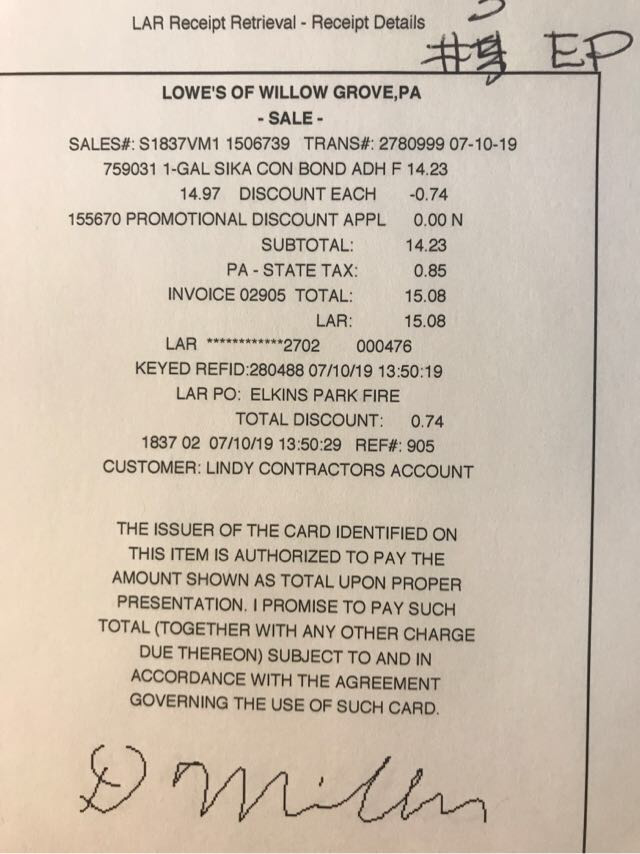 LAR Receipt Retrieval - Receipt Details
3
# EP
LOWE'S OF WILLOW GROVE,PA
- SALE -
SALES#: S1837VM1 1506739 TRANS#: 2780999 07-10-19
759031 1-GAL SIKA CON BOND ADH F 14.23
14.97 DISCOUNT EACH -0.74
155670 PROMOTIONAL DISCOUNT APPL 0.00 N
SUBTOTAL: 14.23
PA - STATE TAX: 0.85
INVOICE 02905 TOTAL: 15.08
LAR: 15.08
LAR ************2702 000476
KEYED REFID:280488 07/10/19 13:50:19
LAR PO: ELKINS PARK FIRE
TOTAL DISCOUNT: 0.74
1837 02 07/10/19 13:50:29 REF#: 905
CUSTOMER: LINDY CONTRACTORS ACCOUNT
THE ISSUER OF THE CARD IDENTIFIED ON
THIS ITEM IS AUTHORIZED TO PAY THE
AMOUNT SHOWN AS TOTAL UPON PROPER
PRESENTATION. I PROMISE TO PAY SUCH
TOTAL (TOGETHER WITH ANY OTHER CHARGE
DUE THEREON) SUBJECT TO AND IN
ACCORDANCE WITH THE AGREEMENT
GOVERNING THE USE OF SUCH CARD.
D Miller